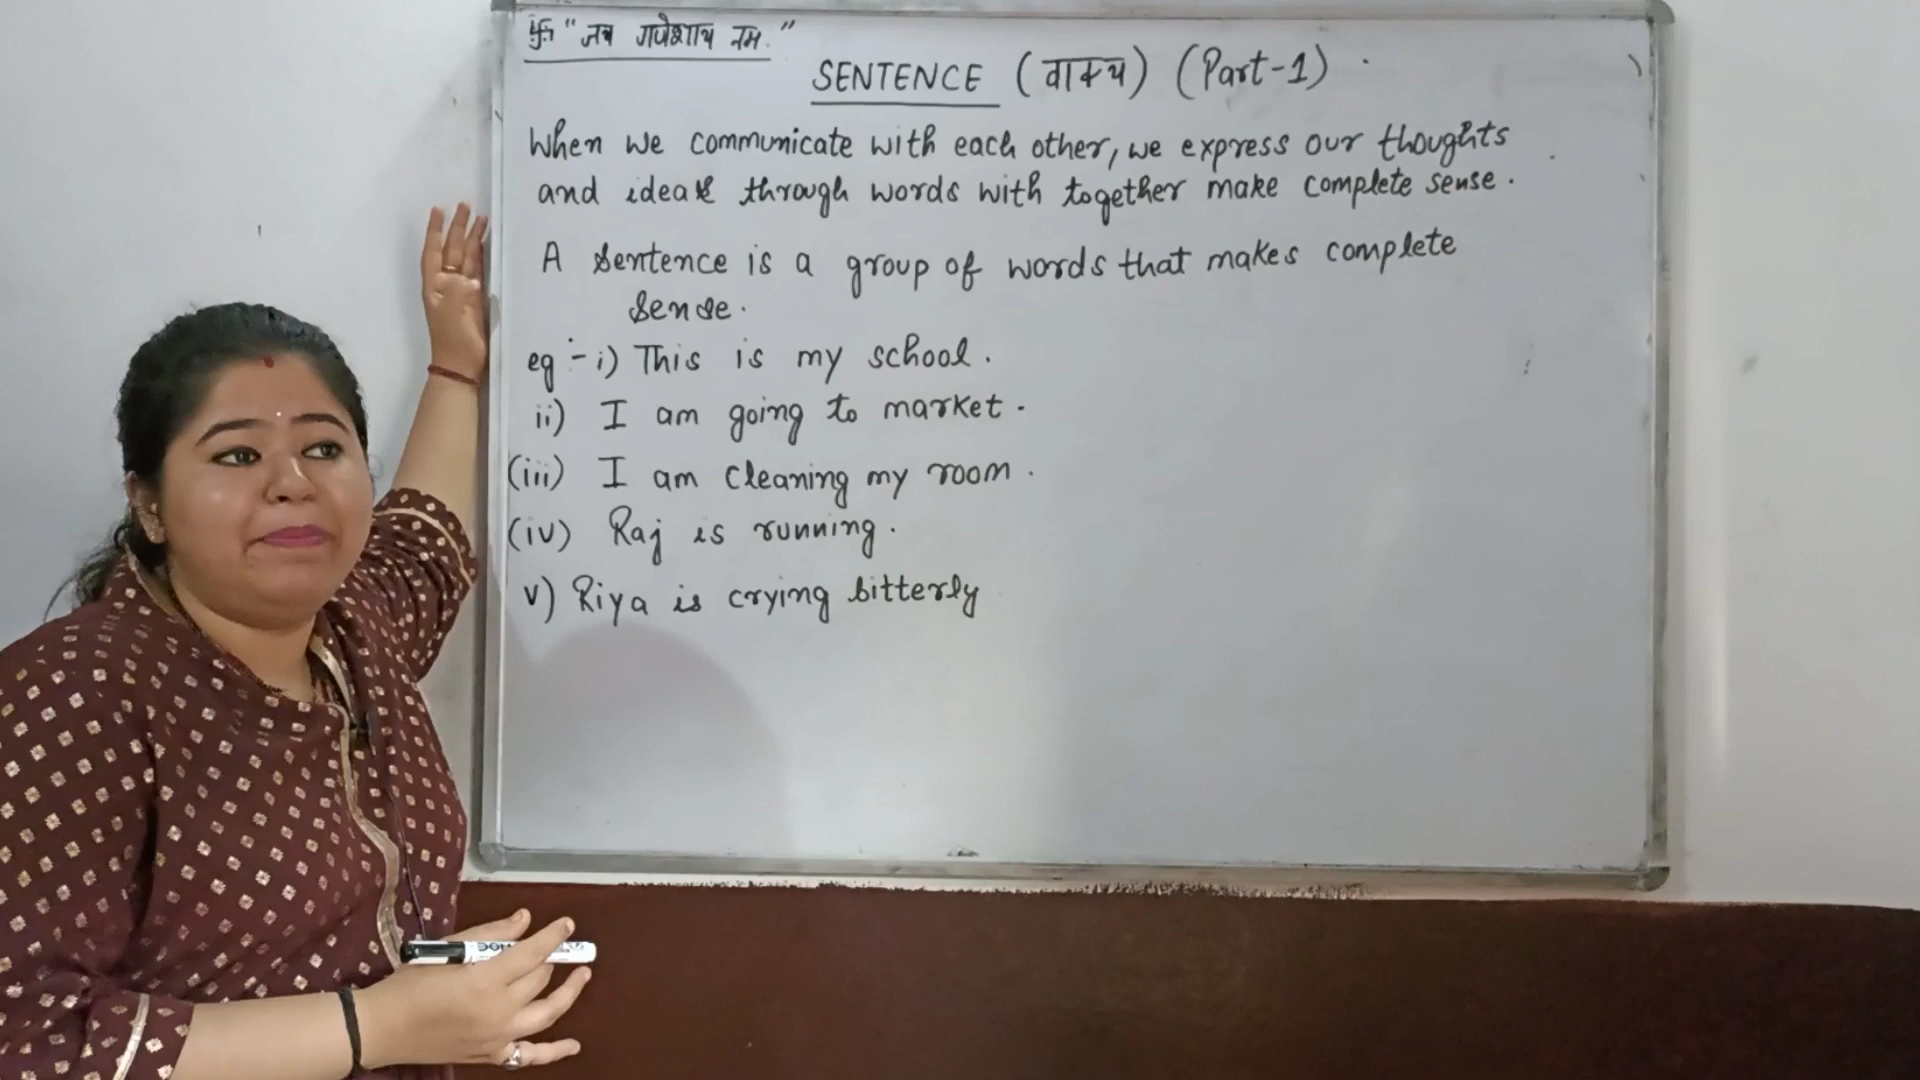 卐 "जय गणेशाय नमः"
SENTENCE (वाक्य) (Part-1)
When we communicate with each other, we express our thoughts
and ideas through words with together make complete sense.
A sentence is a group of words that makes complete
sense.
eg :- i) This is my school.
ii) I am going to market.
(iii) I am cleaning my room.
(iv) Raj is running.
v) Riya is crying bitterly